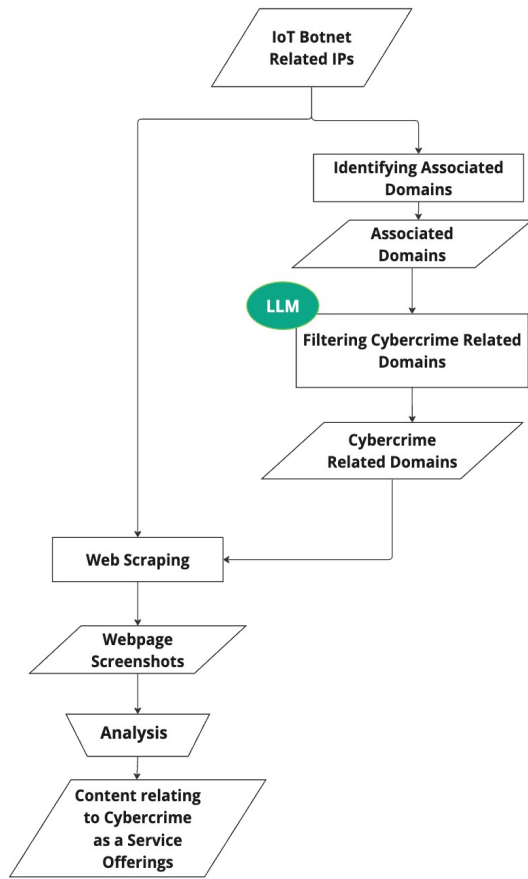 IoT Botnet
Related IPs
Identifying Associated
Domains
Associated
Domains
LLM
Filtering Cybercrime Related
Domains
Cybercrime
Related Domains
Web Scraping
Webpage
Screenshots
Analysis
Content relating
to Cybercrime
as a Service
Offerings